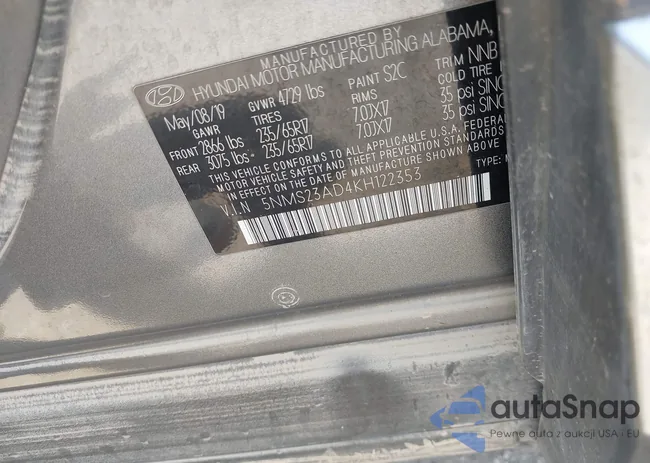 MANUFACTURED BY
HYUNDAI MOTOR MANUFACTURING ALABAMA,
May/08/19 GVWR 4729 lbs PAINT S2C TRIM NNB
GAWR TIRES RIMS COLD TIRE
FRONT 2866 lbs 235/65R17 7.0JX17 35 psi SING
REAR 3075 lbs 235/65R17 7.0JX17 35 psi SING
THIS VEHICLE CONFORMS TO ALL APPLICABLE U.S. FEDERAL
MOTOR VEHICLE SAFETY AND THEFT PREVENTION STANDARDS
IN EFFECT ON THE DATE OF MANUFACTURE SHOWN ABOVE
V.I.N 5NMS23AD4KH122353 TYPE:
autaSnap
Pewne auta z aukcji USA i EU